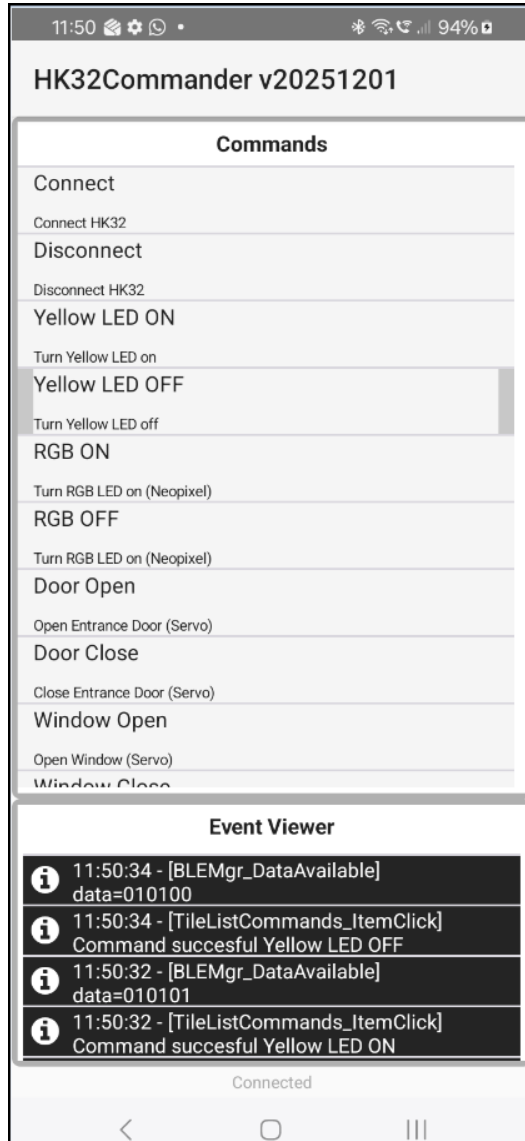 11:50
94%
HK32Commander v20251201
Commands
Connect
Connect HK32
Disconnect
Disconnect HK32
Yellow LED ON
Turn Yellow LED on
Yellow LED OFF
Turn Yellow LED off
RGB ON
Turn RGB LED on (Neopixel)
RGB OFF
Turn RGB LED on (Neopixel)
Door Open
Open Entrance Door (Servo)
Door Close
Close Entrance Door (Servo)
Window Open
Open Window (Servo)
Window Close
Event Viewer
11:50:34 - [BLEMgr_DataAvailable]
data=010100
11:50:34 - [TileListCommands_ItemClick]
Command succesful Yellow LED OFF
11:50:32 - [BLEMgr_DataAvailable]
data=010101
11:50:32 - [TileListCommands_ItemClick]
Command succesful Yellow LED ON
Connected